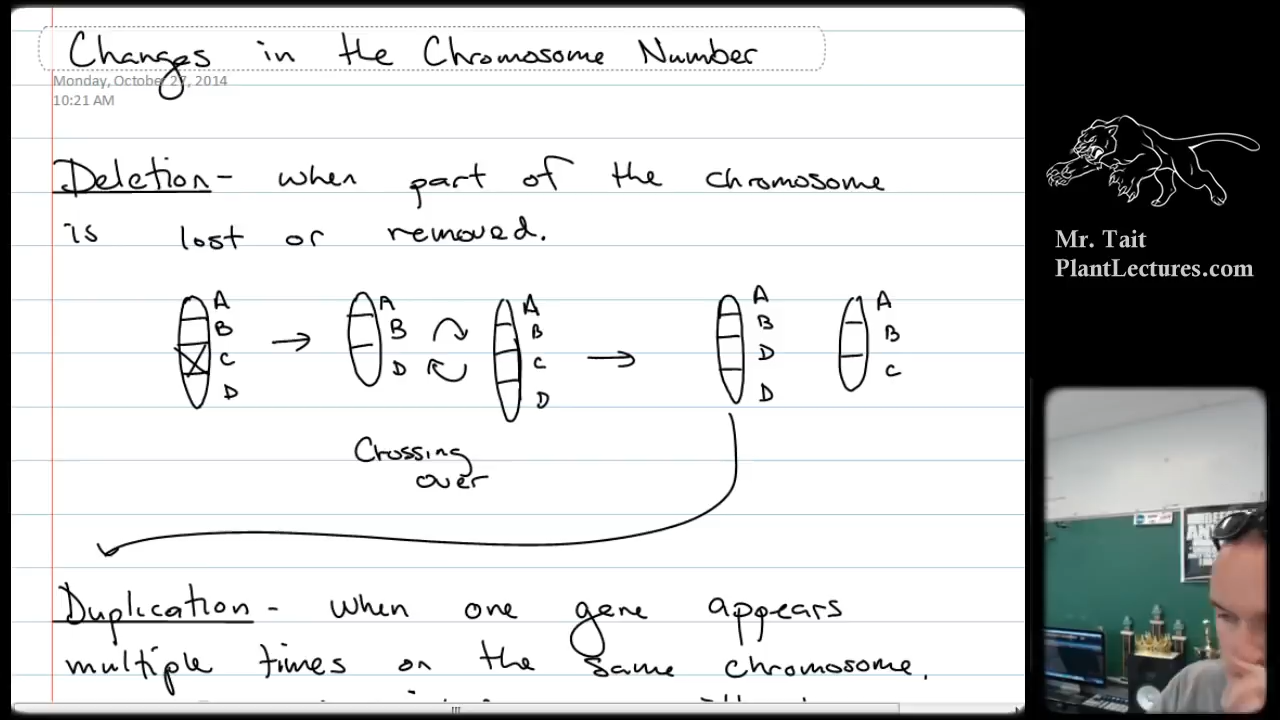 Changes in the Chromosome Number
Monday, October 27, 2014
10:21 AM
Deletion - when part of the chromosome
is lost or removed.
A A A A A
B B B B B
C D C D C
D D D
Crossing
over
Duplication - when one gene appears
multiple times on the same chromosome.
Mr. Tait
PlantLectures.com